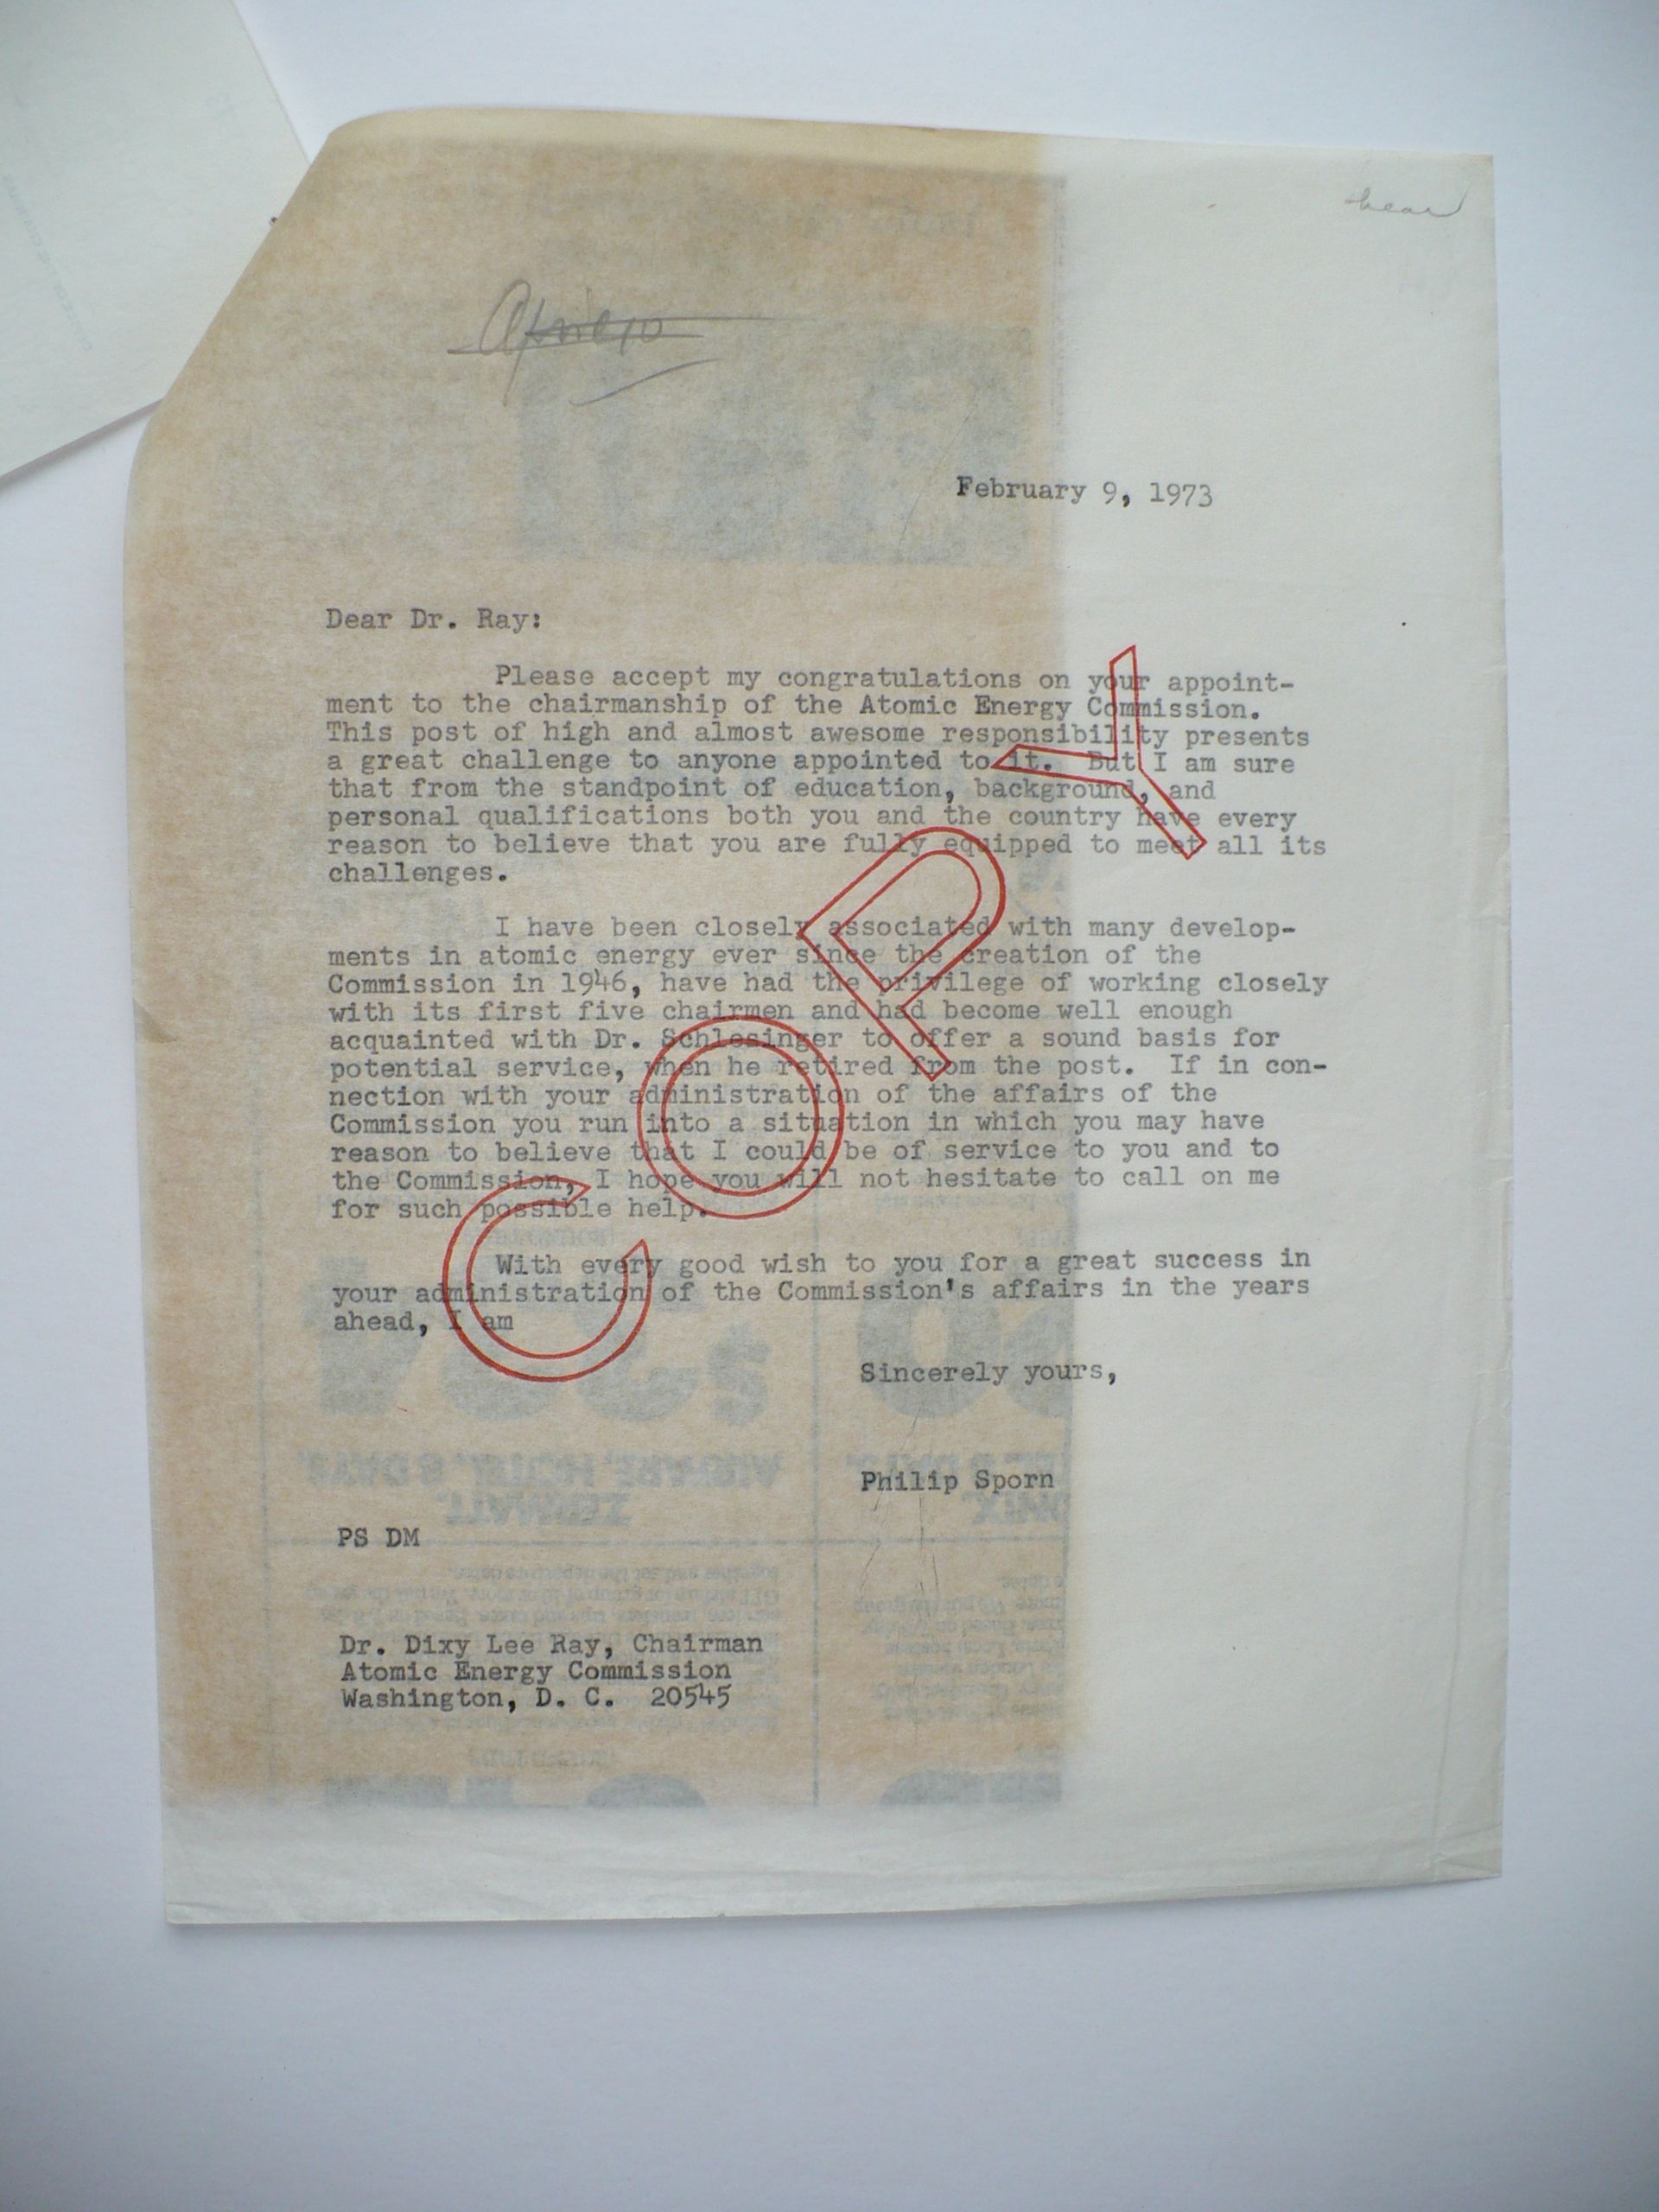 February 9, 1973
Dear Dr. Ray:
Please accept my congratulations on your appoint-
ment to the chairmanship of the Atomic Energy Commission.
This post of high and almost awesome responsibility presents
a great challenge to anyone appointed to it. But I am sure
that from the standpoint of education, background, and
personal qualifications both you and the country have every
reason to believe that you are fully equipped to meet all its
challenges.
I have been closely associated with many develop-
ments in atomic energy ever since the creation of the
Commission in 1946, have had the privilege of working closely
with its first five chairmen and had become well enough
acquainted with Dr. Schlesinger to offer a sound basis for
potential service, when he retired from the post. If in con-
nection with your administration of the affairs of the
Commission you run into a situation in which you may have
reason to believe that I could be of service to you and to
the Commission, I hope you will not hesitate to call on me
for such possible help.
With every good wish to you for a great success in
your administration of the Commission's affairs in the years
ahead, I am
Sincerely yours,
Philip Sporn
PS DM
Dr. Dixy Lee Ray, Chairman
Atomic Energy Commission
Washington, D. C. 20545
COPY